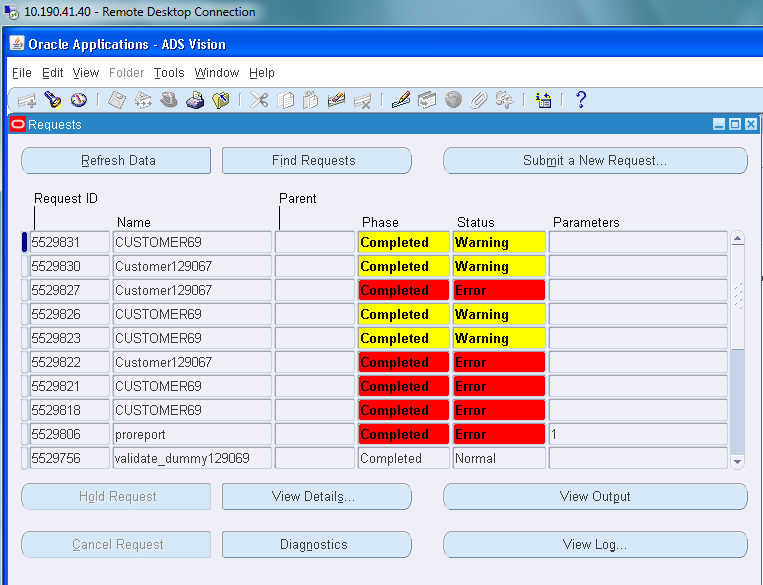 10.190.41.40 - Remote Desktop Connection
Oracle Applications - ADS Vision
File Edit View Folder Tools Window Help
Requests
Refresh Data Find Requests Submit a New Request...
Request ID Parent
Name Phase Status Parameters
5529831 CUSTOMER69 Completed Warning
5529830 Customer129067 Completed Warning
5529827 Customer129067 Completed Error
5529826 CUSTOMER69 Completed Warning
5529823 CUSTOMER69 Completed Warning
5529822 Customer129067 Completed Error
5529821 CUSTOMER69 Completed Error
5529818 CUSTOMER69 Completed Error
5529806 proreport Completed Error 1
5529756 validate_dummy129069 Completed Normal
Hold Request View Details... View Output
Cancel Request Diagnostics View Log...